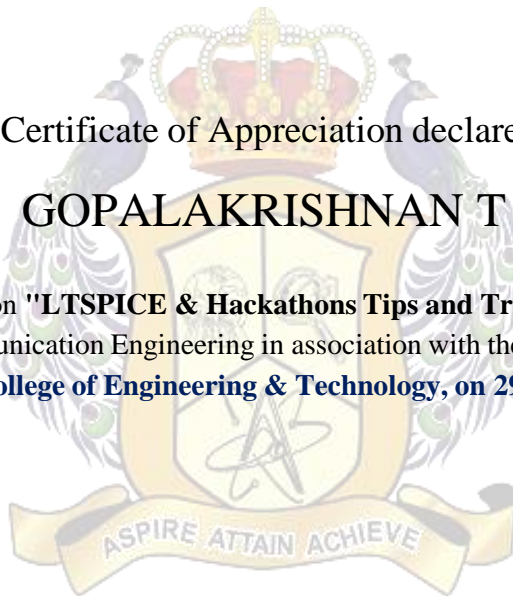 Certificate of Appreciation declare
GOPALAKRISHNAN T
on "LTSPICE & Hackathons Tips and Tr
unication Engineering in association with the
ollege of Engineering & Technology, on 29
ASPIRE ATTAIN ACHIEVE